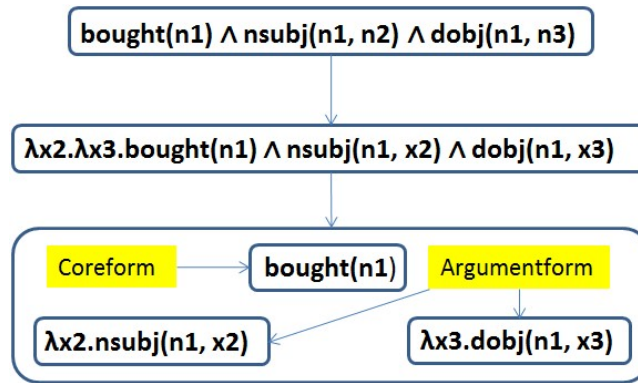 bought(n1) ∧ nsubj(n1, n2) ∧ dobj(n1, n3)
λx2.λx3.bought(n1) ∧ nsubj(n1, x2) ∧ dobj(n1, x3)
Coreform
bought(n1)
Argumentform
λx2.nsubj(n1, x2)
λx3.dobj(n1, x3)